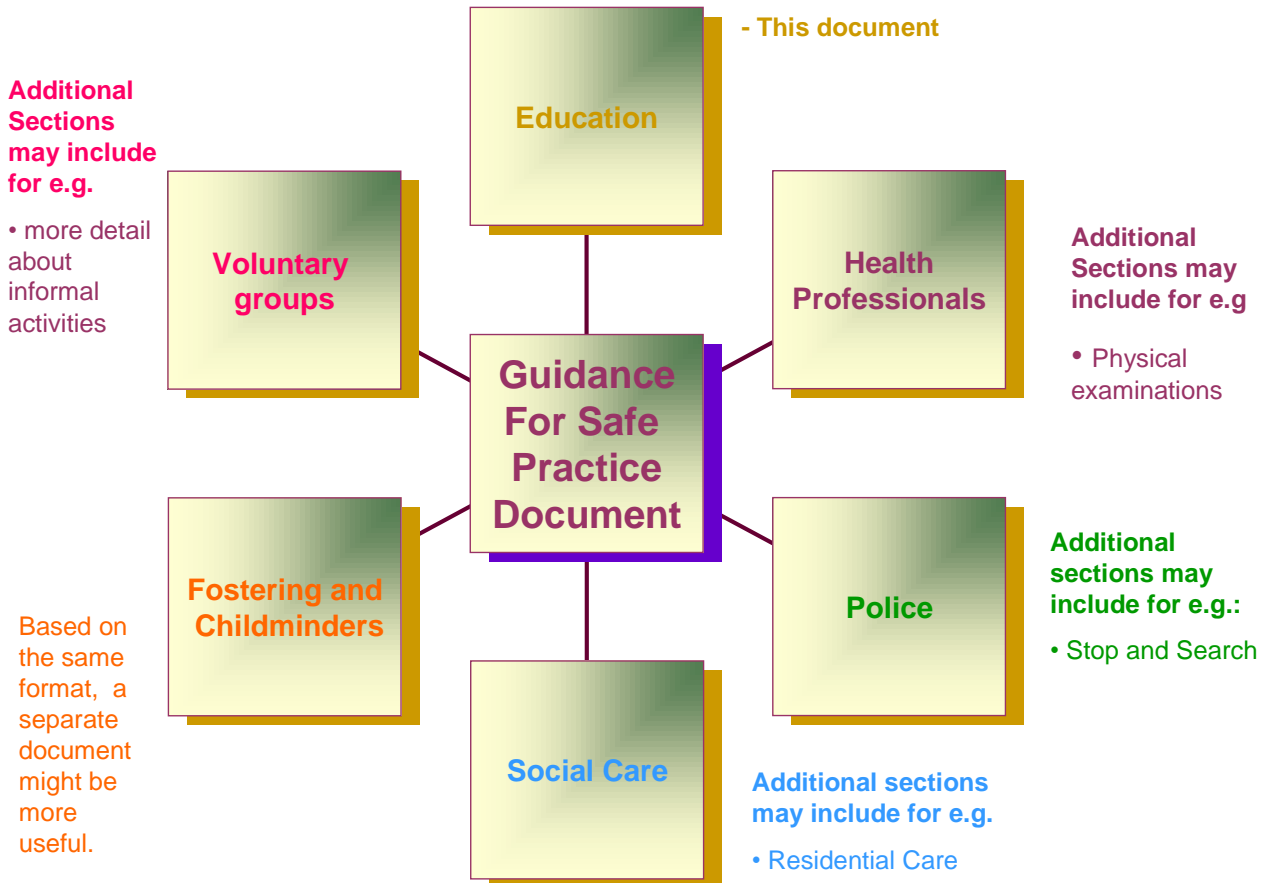 - This document
Education
Additional
Sections
may include
for e.g.
• more detail
about
informal
activities
Voluntary
groups
Health
Professionals
Additional
Sections may
include for e.g
• Physical
examinations
Guidance
For Safe
Practice
Document
Fostering and
Childminders
Based on
the same
format, a
separate
document
might be
more
useful.
Police
Additional
sections may
include for e.g.:
• Stop and Search
Social Care
Additional sections
may include for e.g.
• Residential Care